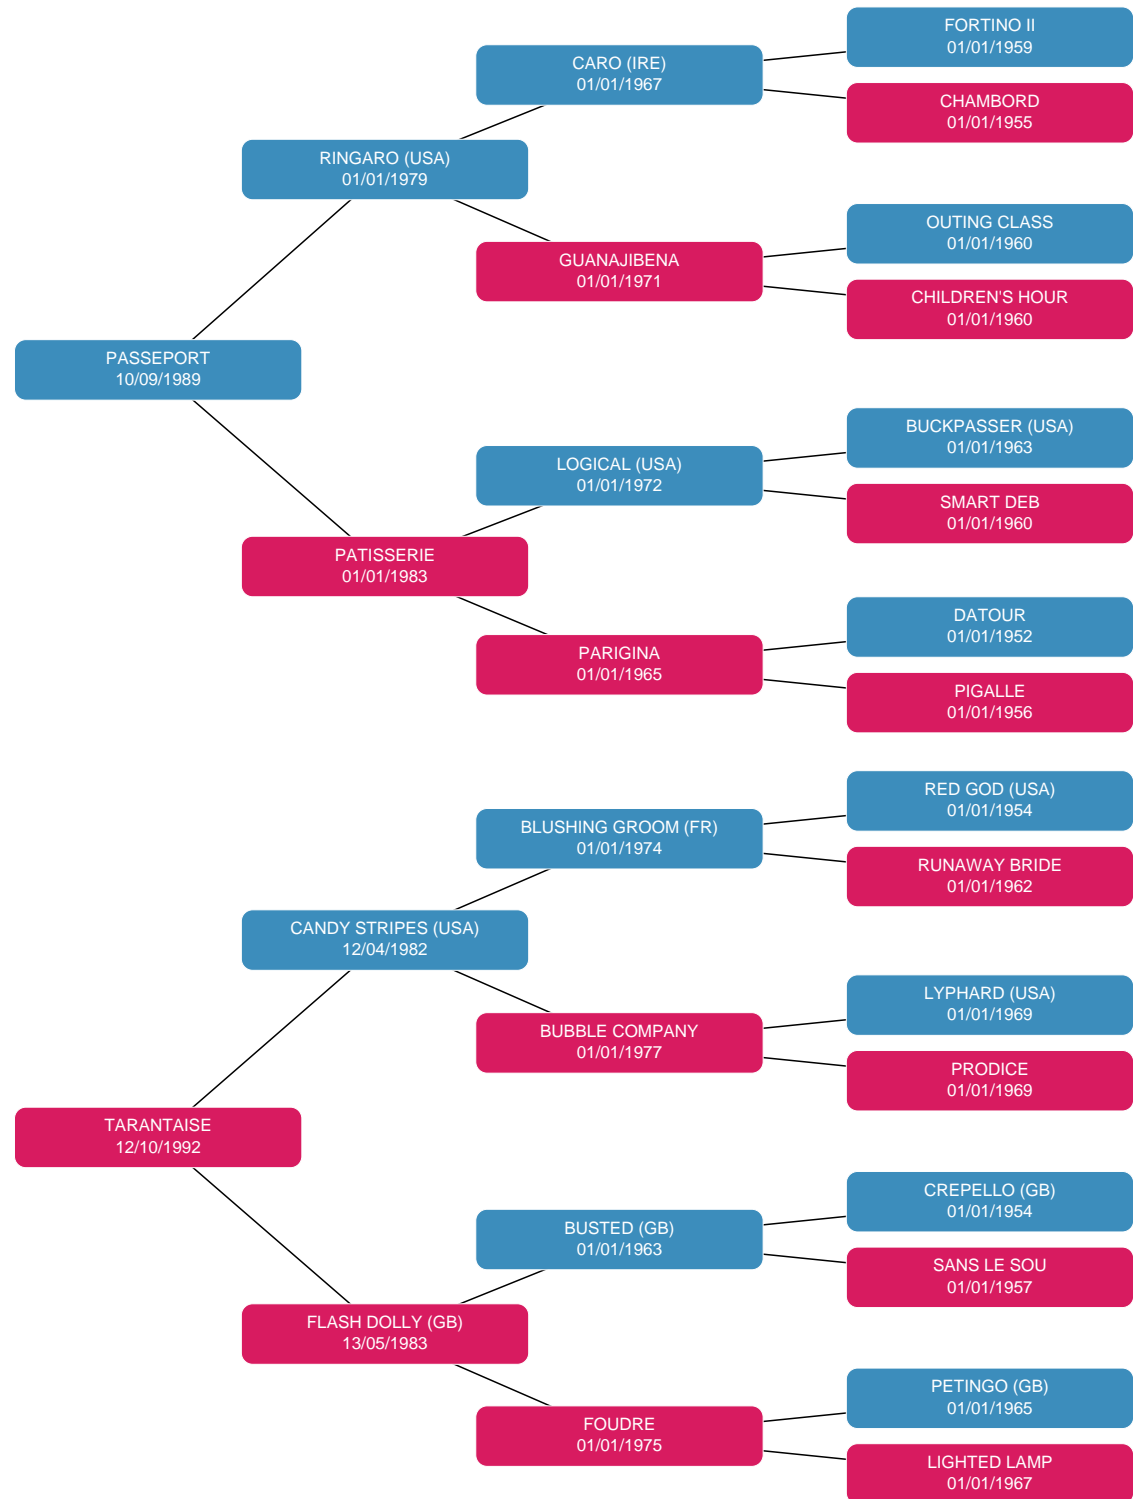 FORTINO II
01/01/1959
CARO (IRE)
01/01/1967
CHAMBORD
01/01/1955
RINGARO (USA)
01/01/1979
OUTING CLASS
01/01/1960
GUANAJIBENA
01/01/1971
CHILDREN'S HOUR
01/01/1960
PASSEPORT
10/09/1989
BUCKPASSER (USA)
01/01/1963
LOGICAL (USA)
01/01/1972
SMART DEB
01/01/1960
PATISSERIE
01/01/1983
DATOUR
01/01/1952
PARIGINA
01/01/1965
PIGALLE
01/01/1956
RED GOD (USA)
01/01/1954
BLUSHING GROOM (FR)
01/01/1974
RUNAWAY BRIDE
01/01/1962
CANDY STRIPES (USA)
12/04/1982
LYPHARD (USA)
01/01/1969
BUBBLE COMPANY
01/01/1977
PRODICE
01/01/1969
TARANTAISE
12/10/1992
CREPELLO (GB)
01/01/1954
BUSTED (GB)
01/01/1963
SANS LE SOU
01/01/1957
FLASH DOLLY (GB)
13/05/1983
PETINGO (GB)
01/01/1965
FOUDRE
01/01/1975
LIGHTED LAMP
01/01/1967